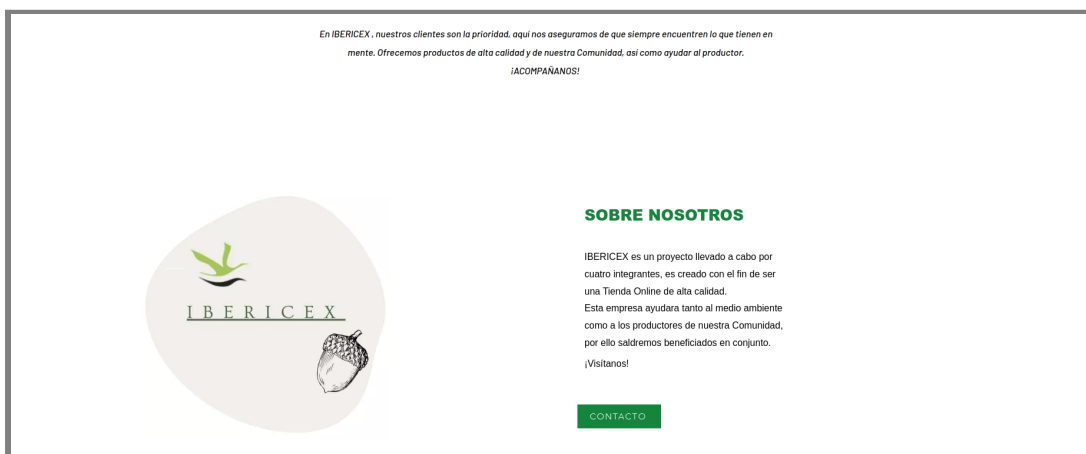 En IBERICEX , nuestros clientes son la prioridad, aquí nos aseguramos de que siempre encuentren lo que tienen en
mente. Ofrecemos productos de alta calidad y de nuestra Comunidad, así como ayudar al productor.
¡ACOMPAÑANOS!
IBERICEX
SOBRE NOSOTROS
IBERICEX es un proyecto llevado a cabo por
cuatro integrantes, es creado con el fin de ser
una Tienda Online de alta calidad.
Esta empresa ayudara tanto al medio ambiente
como a los productores de nuestra Comunidad,
por ello saldremos beneficiados en conjunto.
¡Visítanos!
CONTACTO